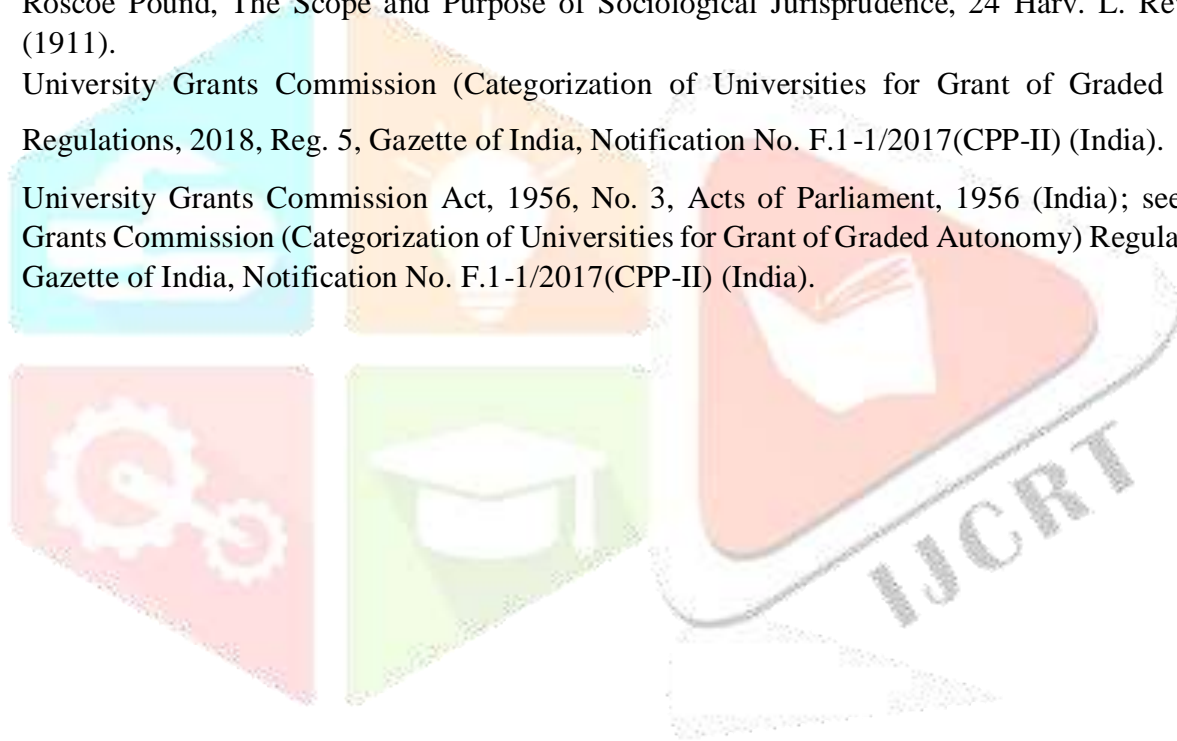 Roscoe Pound, The Scope and Purpose of Sociological Jurisprudence, 24 Harv. L. Re
(1911).
University Grants Commission (Categorization of Universities for Grant of Graded
Regulations, 2018, Reg. 5, Gazette of India, Notification No. F.1-1/2017(CPP-II) (India).
University Grants Commission Act, 1956, No. 3, Acts of Parliament, 1956 (India); see
Grants Commission (Categorization of Universities for Grant of Graded Autonomy) Regula
Gazette of India, Notification No. F.1-1/2017(CPP-II) (India).
IJCRT